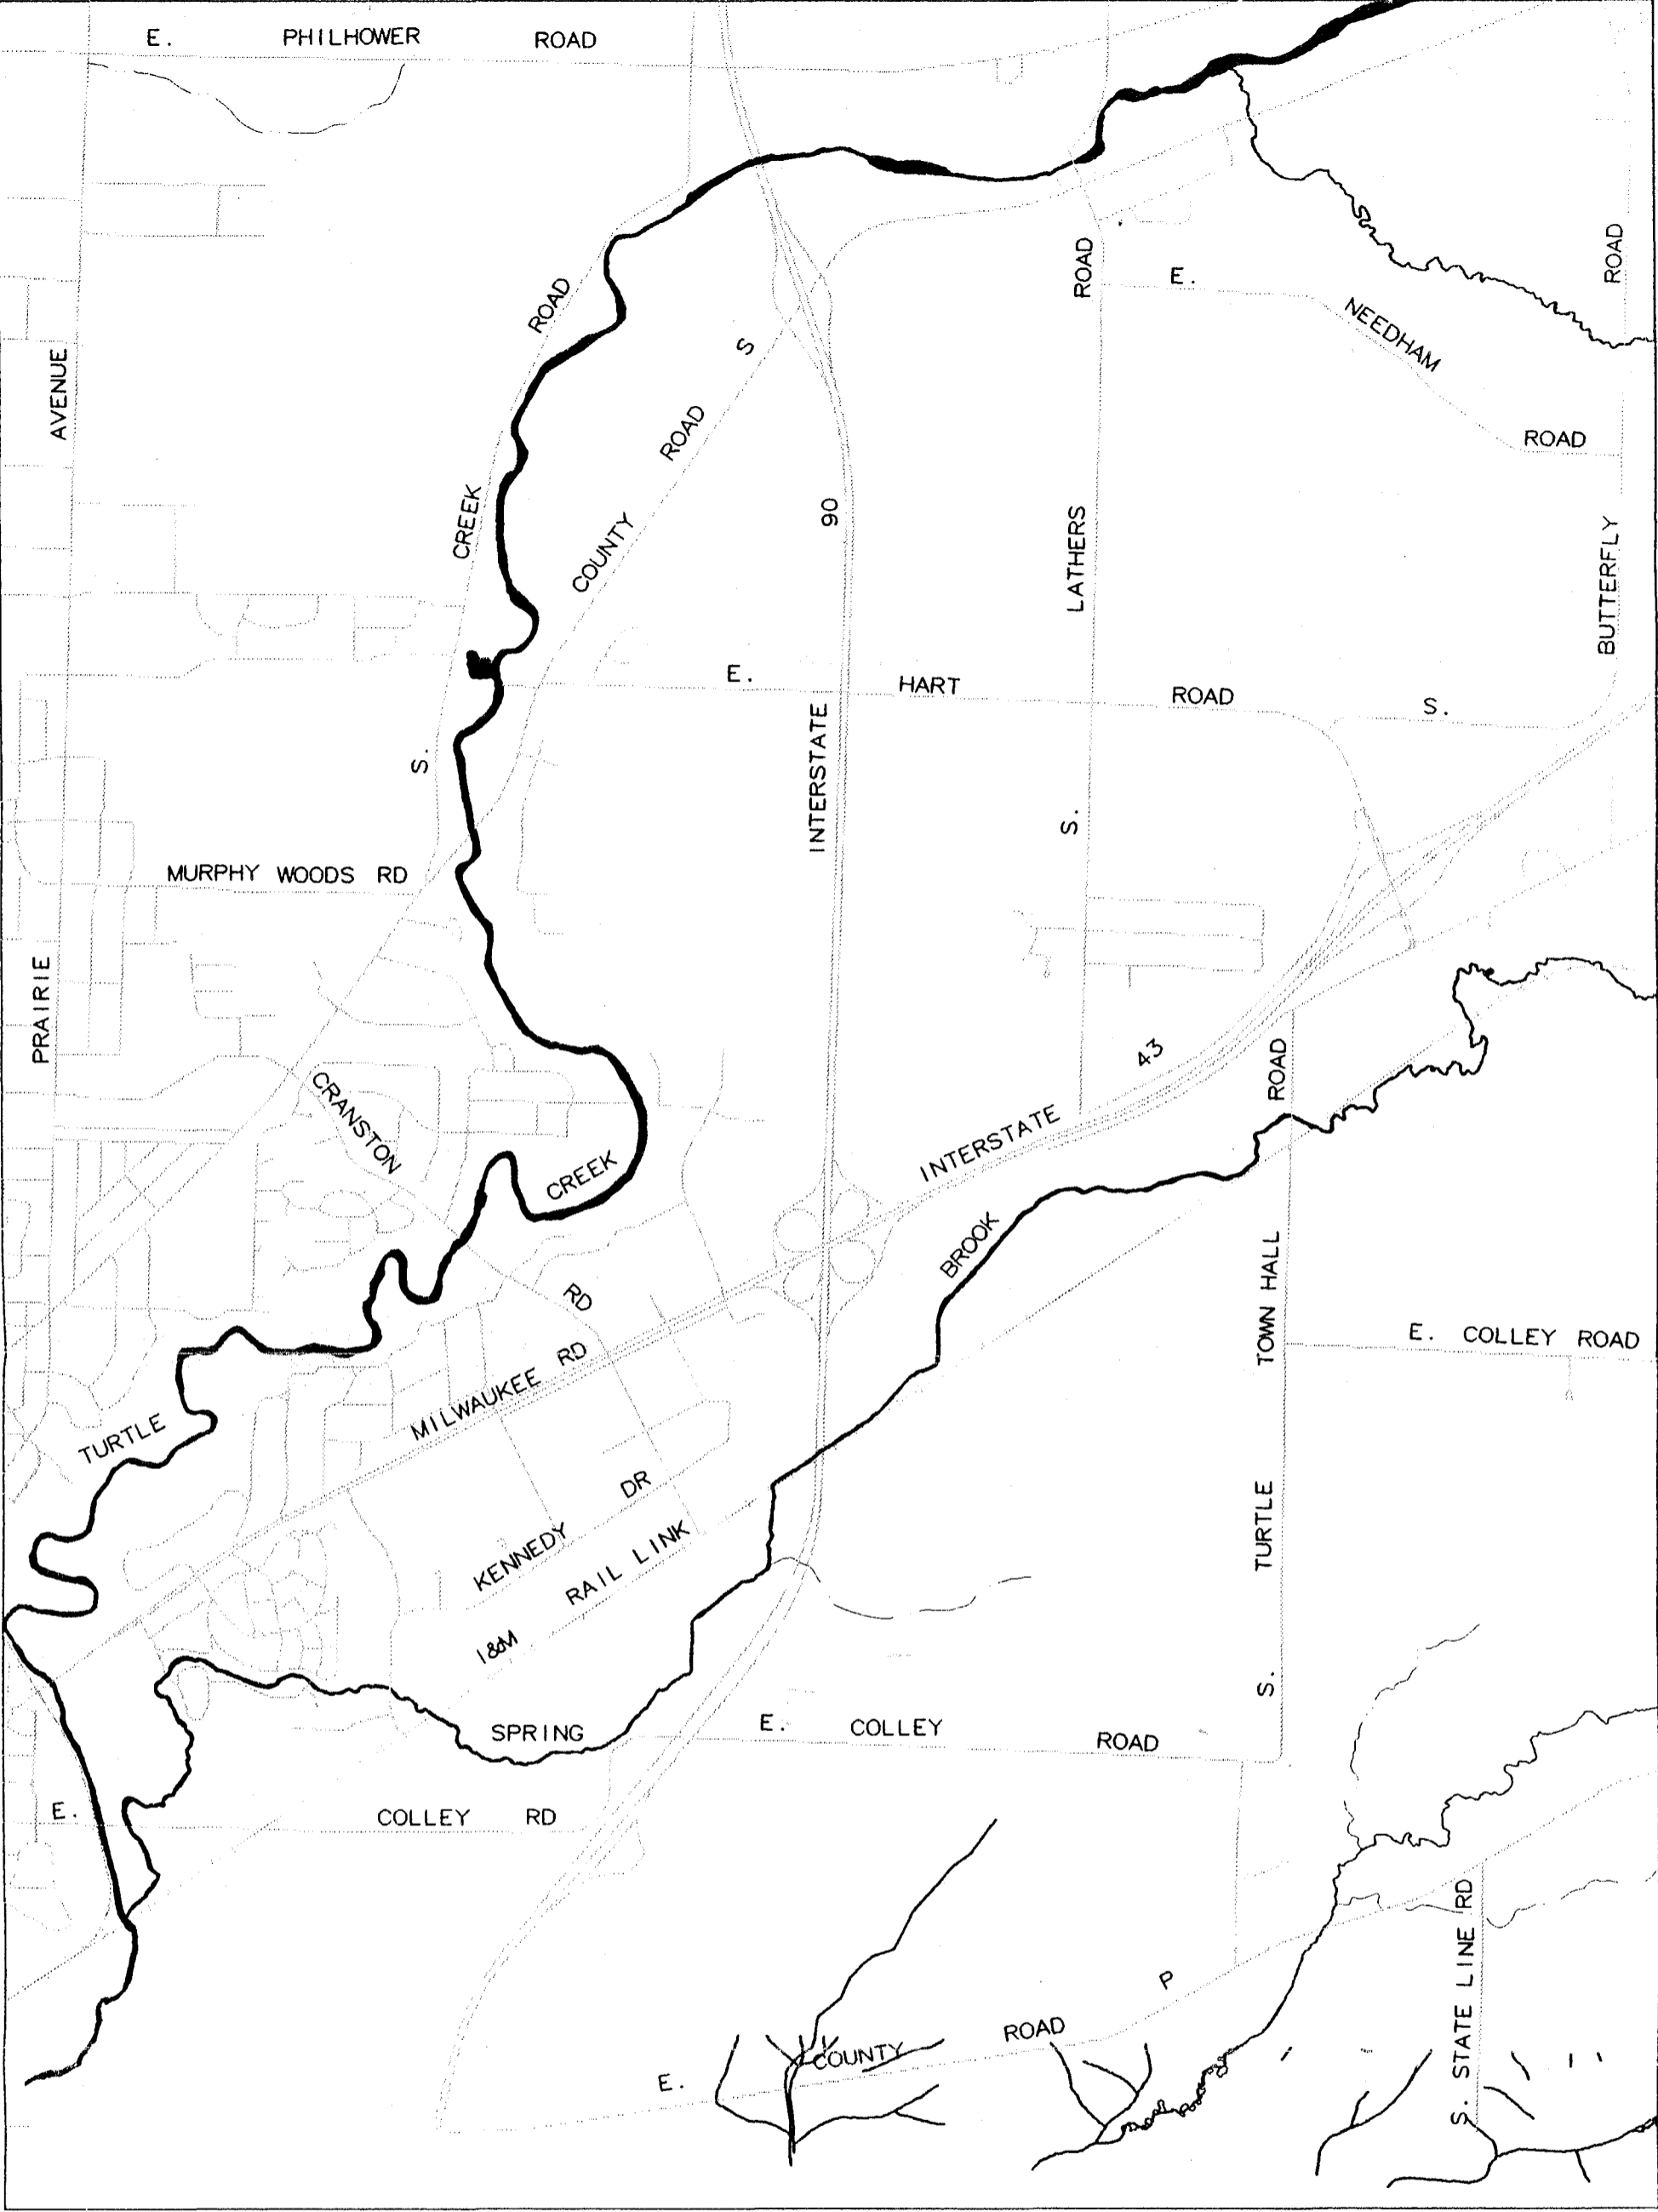 E. PHILHOWER ROAD
ROAD
E.
ROAD
ROAD
NEEDHAM
S
AVENUE
ROAD
ROAD
CREEK
90
COUNTY
LATHERS
BUTTERFLY
E. HART ROAD S.
S.
INTERSTATE
S.
MURPHY WOODS RD
PRAIRIE
43
ROAD
CRANSTON
INTERSTATE
CREEK
BROOK
TOWN HALL
RD
E. COLLEY ROAD
MILWAUKEE RD
TURTLE
DR
TURTLE
KENNEDY
RAIL LINK
I&M
S.
SPRING
E. COLLEY ROAD
E. COLLEY RD
S. STATE LINE RD
P
ROAD
COUNTY
E.